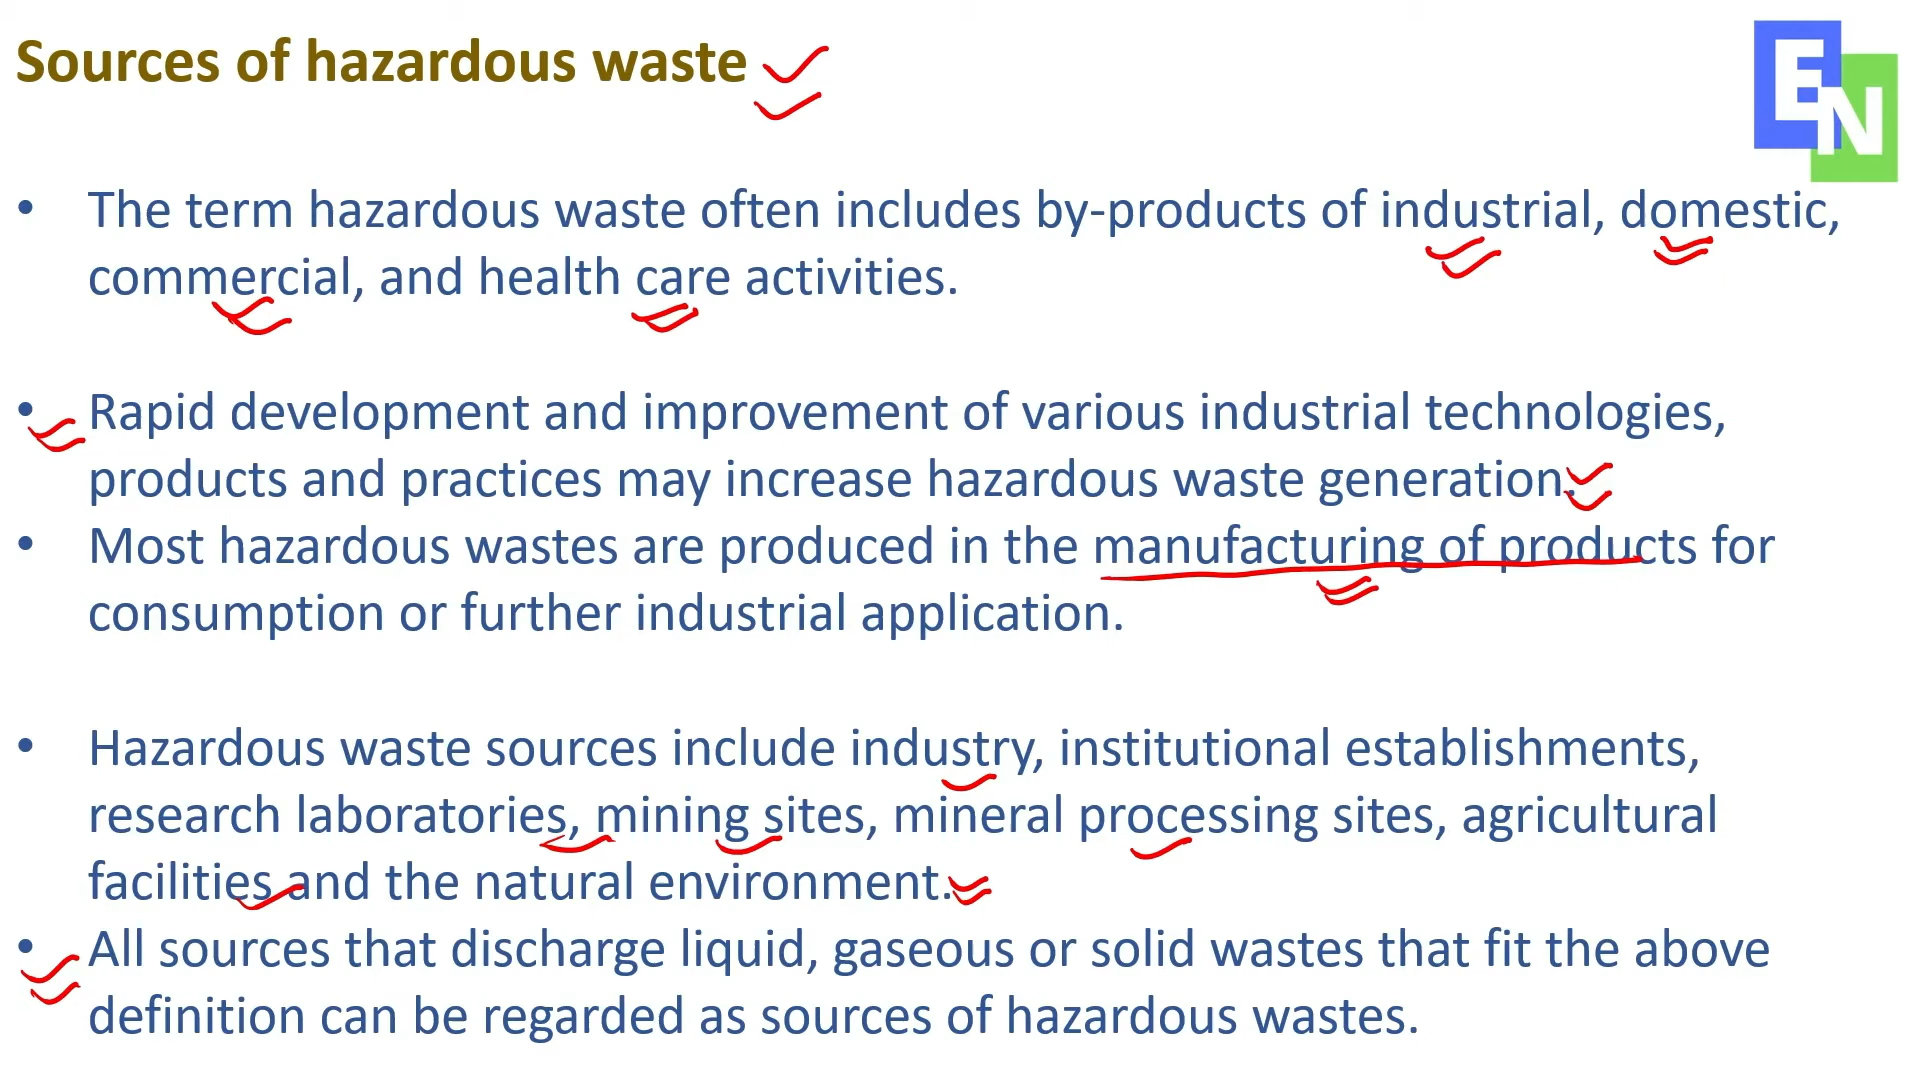 Sources of hazardous waste
EN
• The term hazardous waste often includes by-products of industrial, domestic,
commercial, and health care activities.
• Rapid development and improvement of various industrial technologies,
products and practices may increase hazardous waste generation.
• Most hazardous wastes are produced in the manufacturing of products for
consumption or further industrial application.
• Hazardous waste sources include industry, institutional establishments,
research laboratories, mining sites, mineral processing sites, agricultural
facilities and the natural environment.
• All sources that discharge liquid, gaseous or solid wastes that fit the above
definition can be regarded as sources of hazardous wastes.